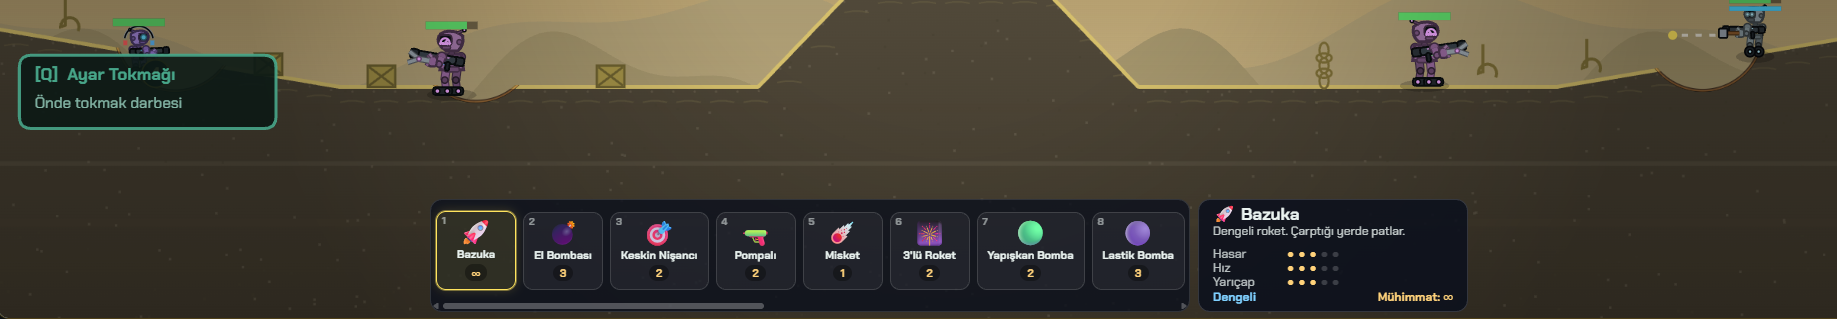 [Q] Ayar Tokmağı
Önde tokmak darbesi
1
Bazuka
∞
2
El Bombası
3
3
Keskin Nişancı
2
4
Pompalı
2
5
Misket
1
6
3'lü Roket
2
7
Yapışkan Bomba
2
8
Lastik Bomba
3
Bazuka
Dengeli roket. Çarptığı yerde patlar.
Hasar
Hız
Yarıçap
Dengeli Mühimmat: ∞